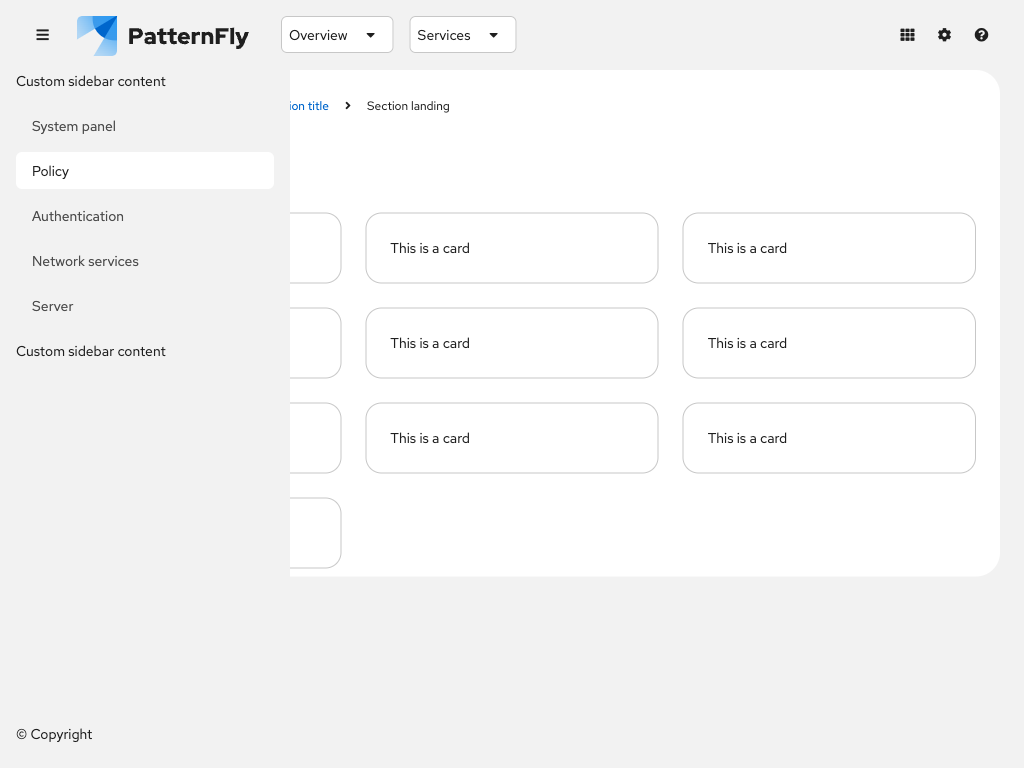 PatternFly
Overview
Services
Custom sidebar content
System panel
Policy
Authentication
Network services
Server
Custom sidebar content
© Copyright
ion title
Section landing
This is a card
This is a card
This is a card
This is a card
This is a card
This is a card